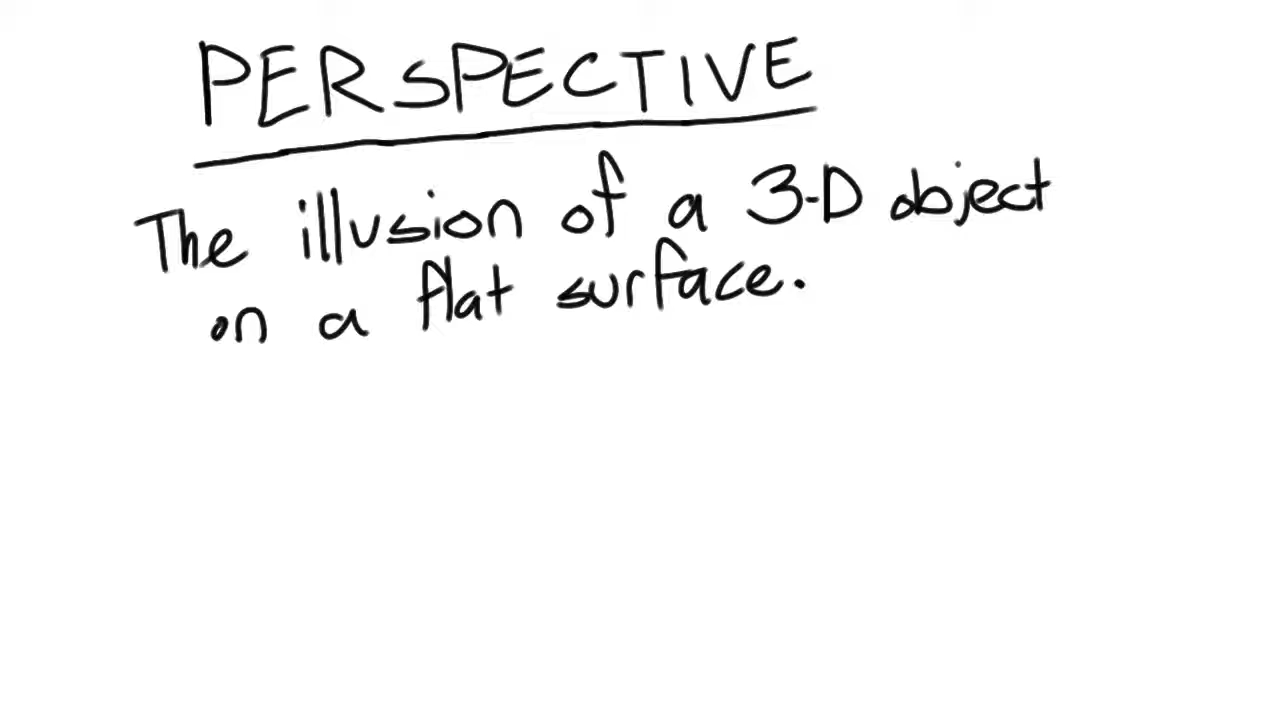 PERSPECTIVE
The illusion of a 3-D object
on a flat surface.